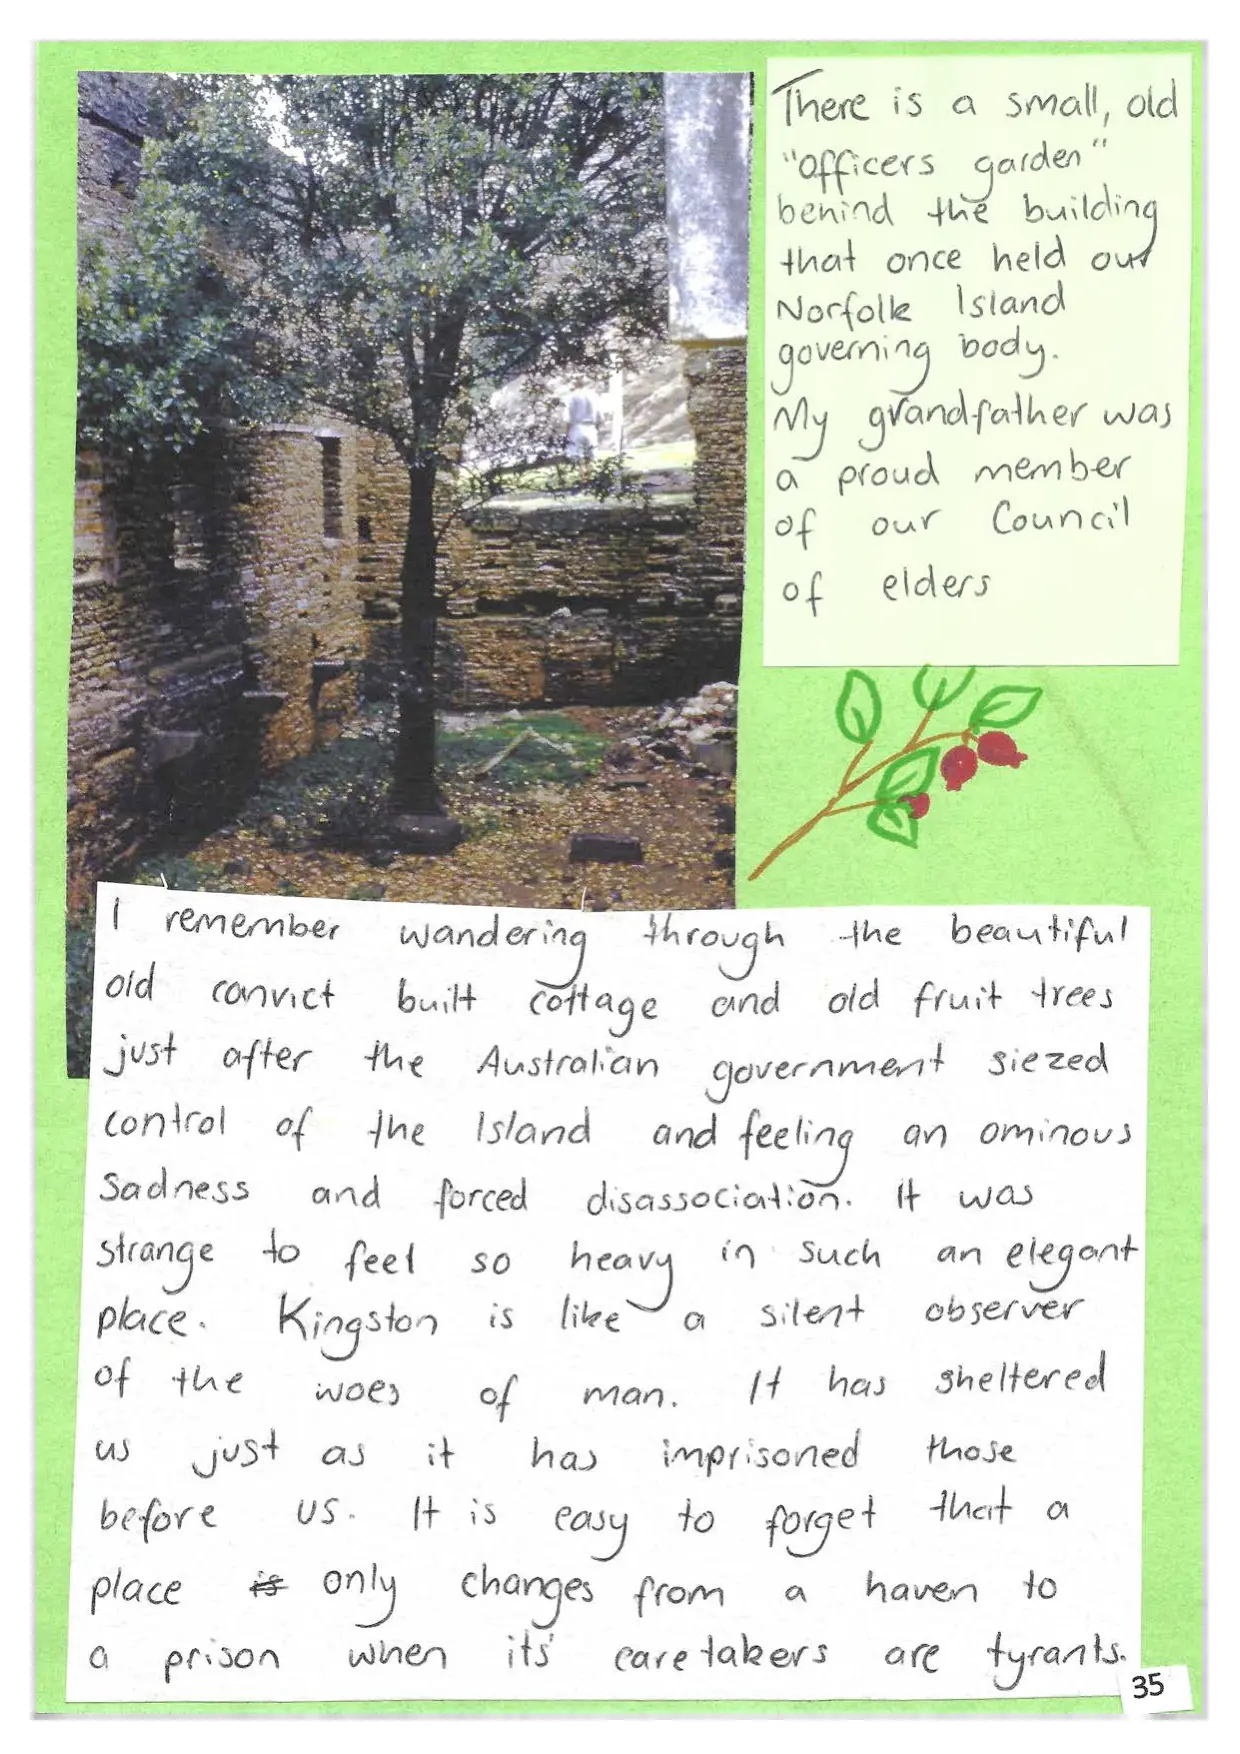 There is a small, old
"officers garden"
behind the building
that once held our
Norfolk Island
governing body.
My grandfather was
a proud member
of our Council
of elders
I remember wandering through the beautiful
old convict built cottage and old fruit trees
just after the Australian government siezed
control of the Island and feeling an ominous
sadness and forced disassociation. It was
strange to feel so heavy in such an elegant
place. Kingston is like a silent observer
of the woes of man. It has sheltered
us just as it has imprisoned those
before us. It is easy to forget that a
place is only changes from a haven to
a prison when its' caretakers are tyrants.
35